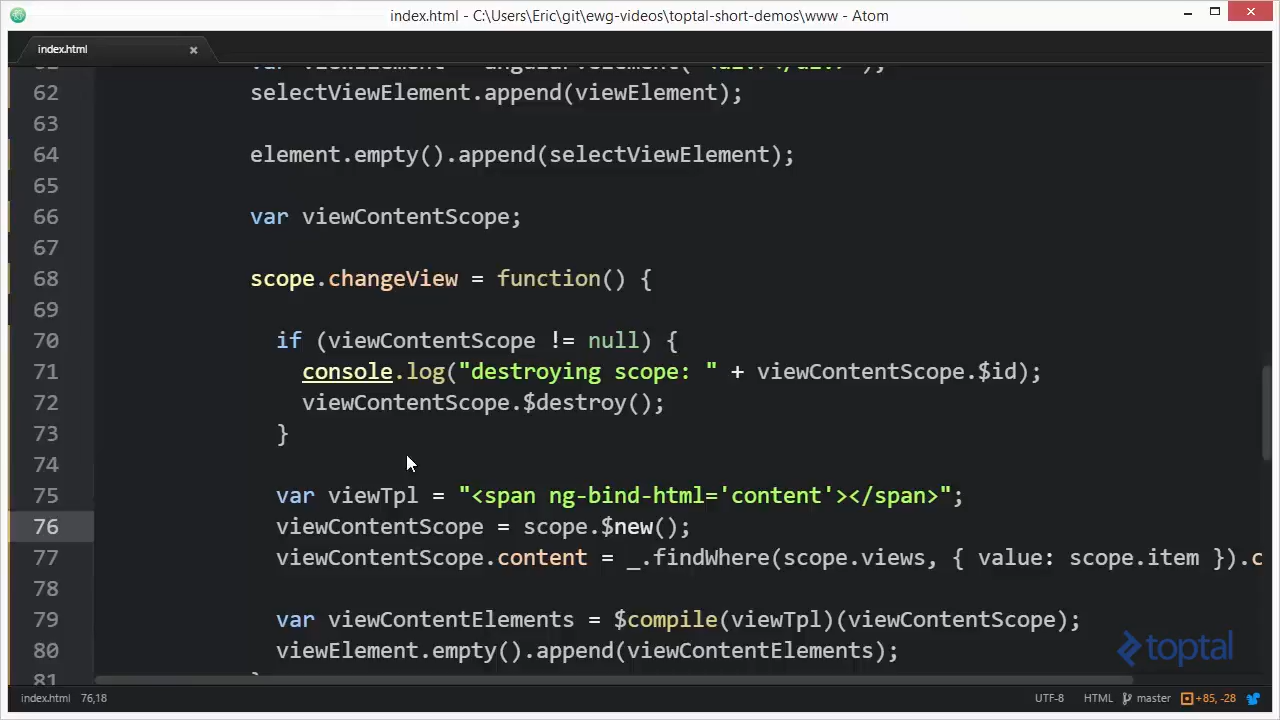 index.html - C:\Users\Eric\git\ewg-videos\toptal-short-demos\www - Atom
index.html
62 selectViewElement.append(viewElement);
63
64 element.empty().append(selectViewElement);
65
66 var viewContentScope;
67
68 scope.changeView = function() {
69
70 if (viewContentScope != null) {
71 console.log("destroying scope: " + viewContentScope.$id);
72 viewContentScope.$destroy();
73 }
74
75 var viewTpl = "<span ng-bind-html='content'></span>";
76 viewContentScope = scope.$new();
77 viewContentScope.content = _.findWhere(scope.views, { value: scope.item }).c
78
79 var viewContentElements = $compile(viewTpl)(viewContentScope);
80 viewElement.empty().append(viewContentElements);
81
toptal
index.html 76,18 UTF-8 HTML master +85, -28